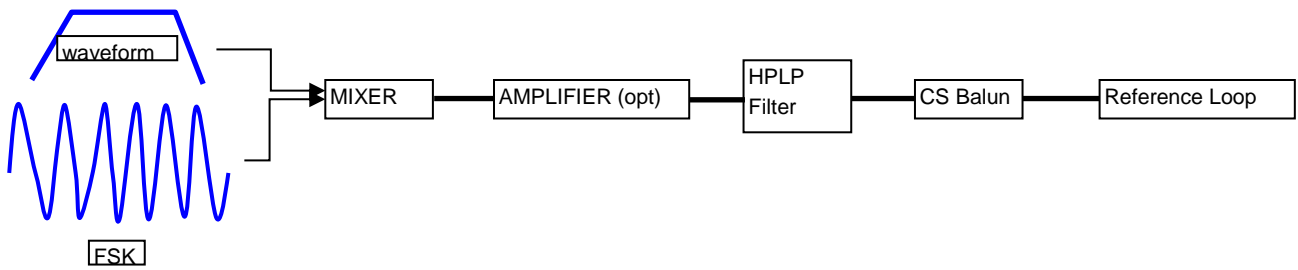 waveform
MIXER
AMPLIFIER (opt)
HPLP
Filter
CS Balun
Reference Loop
FSK